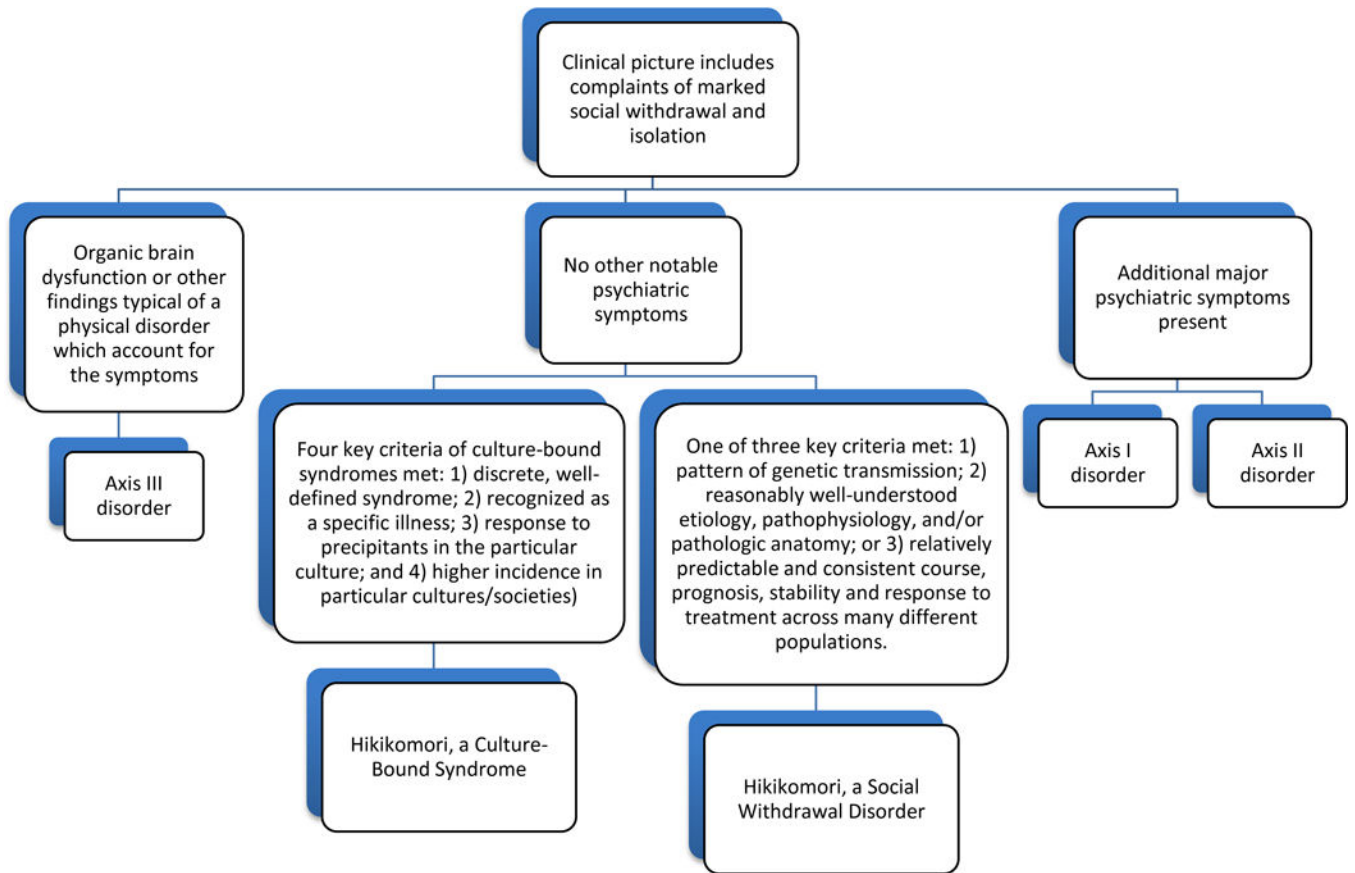 Clinical picture includes
complaints of marked
social withdrawal and
isolation
Organic brain
dysfunction or other
findings typical of a
physical disorder
which account for
the symptoms
No other notable
psychiatric
symptoms
Additional major
psychiatric symptoms
present
Axis III
disorder
Four key criteria of culture-bound
syndromes met: 1) discrete, well-
defined syndrome; 2) recognized as
a specific illness; 3) response to
precipitants in the particular
culture; and 4) higher incidence in
particular cultures/societies)
One of three key criteria met: 1)
pattern of genetic transmission; 2)
reasonably well-understood
etiology, pathophysiology, and/or
pathologic anatomy; or 3) relatively
predictable and consistent course,
prognosis, stability and response to
treatment across many different
populations.
Axis I
disorder
Axis II
disorder
Hikikomori, a Culture-
Bound Syndrome
Hikikomori, a Social
Withdrawal Disorder